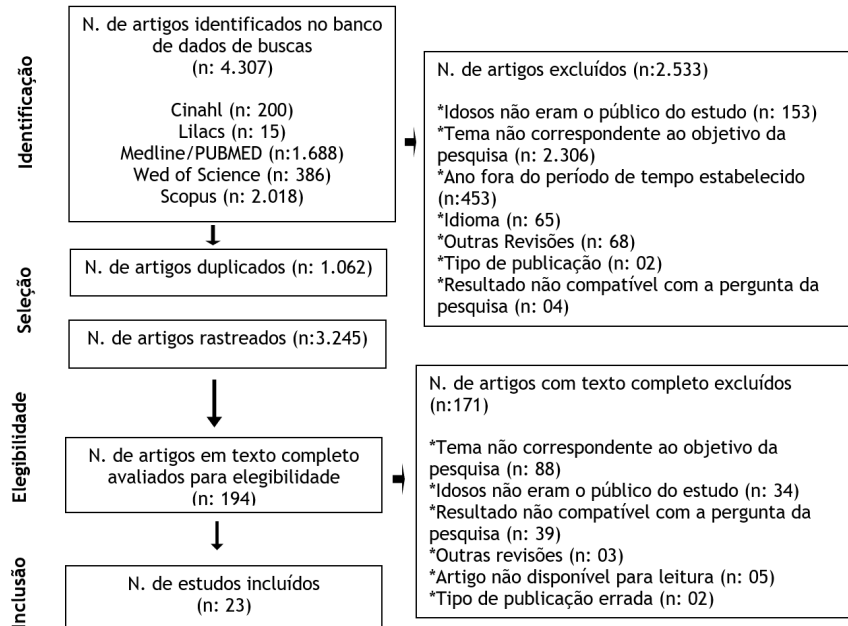 Identificação
N. de artigos identificados no banco
de dados de buscas
(n: 4.307)
Cinahl (n: 200)
Lilacs (n: 15)
Medline/PUBMED (n:1.688)
Wed of Science (n: 386)
Scopus (n: 2.018)
N. de artigos excluídos (n:2.533)
*Idosos não eram o público do estudo (n: 153)
*Tema não correspondente ao objetivo da
pesquisa (n: 2.306)
*Ano fora do período de tempo estabelecido
(n:453)
*Idioma (n: 65)
*Outras Revisões (n: 68)
*Tipo de publicação (n: 02)
*Resultado não compatível com a pergunta da
pesquisa (n: 04)
Seleção
N. de artigos duplicados (n: 1.062)
N. de artigos rastreados (n:3.245)
Elegibilidade
N. de artigos em texto completo
avaliados para elegibilidade
(n: 194)
N. de artigos com texto completo excluídos
(n:171)
*Tema não correspondente ao objetivo da
pesquisa (n: 88)
*Idosos não eram o público do estudo (n: 34)
*Resultado não compatível com a pergunta da
pesquisa (n: 39)
*Outras revisões (n: 03)
*Artigo não disponível para leitura (n: 05)
*Tipo de publicação errada (n: 02)
Inclusão
N. de estudos incluídos
(n: 23)